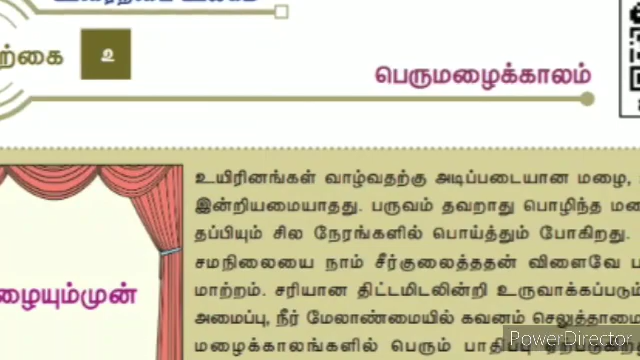 ற்கை ௨
பெருமழைக்காலம்
உயிரினங்கள் வாழ்வதற்கு அடிப்படையான மழை,
இன்றியமையாதது. பருவம் தவறாது பொழிந்த
தப்பியும் சில நேரங்களில் பொய்த்தும் போகிறது.
சமநிலையை நாம் சீர்குலைத்ததன் விளைவே
ழையும்முன்
மாற்றம். சரியான திட்டமிடலின்றி உருவாக்கப்படும்
அமைப்பு, நீர் மேலாண்மையில் கவனம் செலுத்தாமை
மழைக்காலங்களில் பெரும் பாதிப்பு
PowerDirector